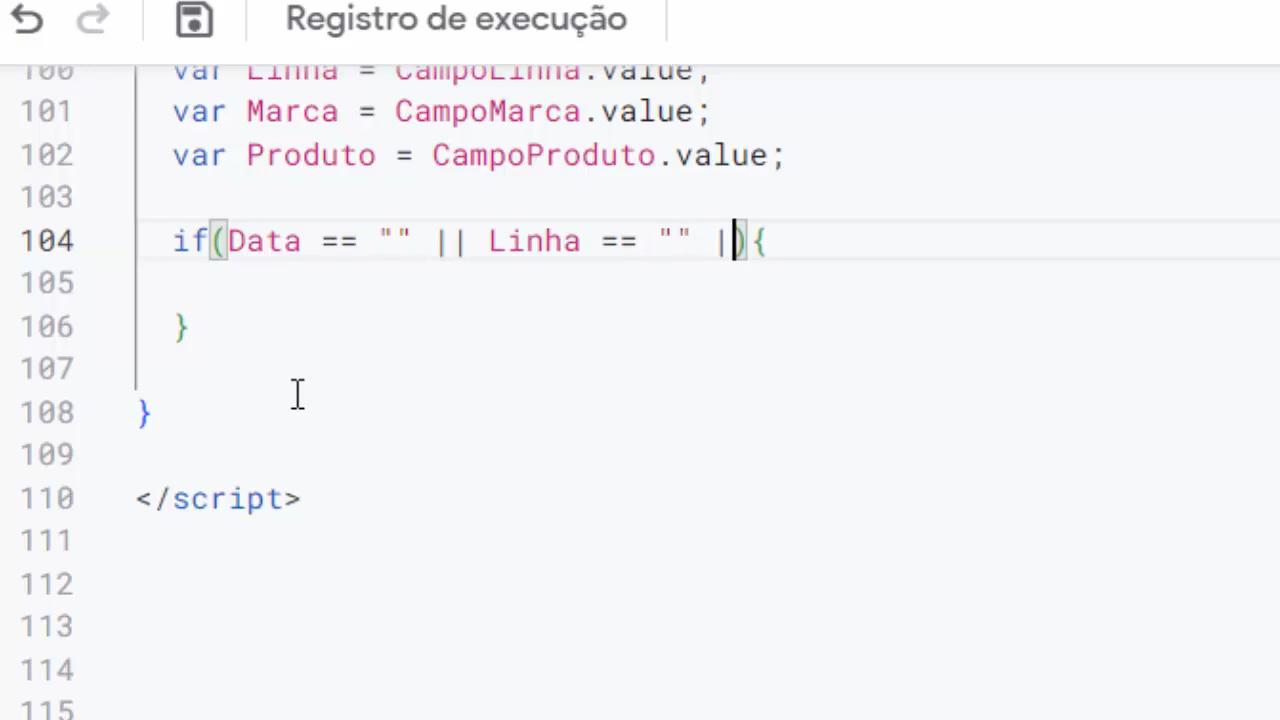 Registro de execução
100 var Linha = CampoLinha.value;
101 var Marca = CampoMarca.value;
102 var Produto = CampoProduto.value;
103
104 if(Data == "" || Linha == "" |){
105
106 }
107
108 }
109
110 </script>
111
112
113
114
115